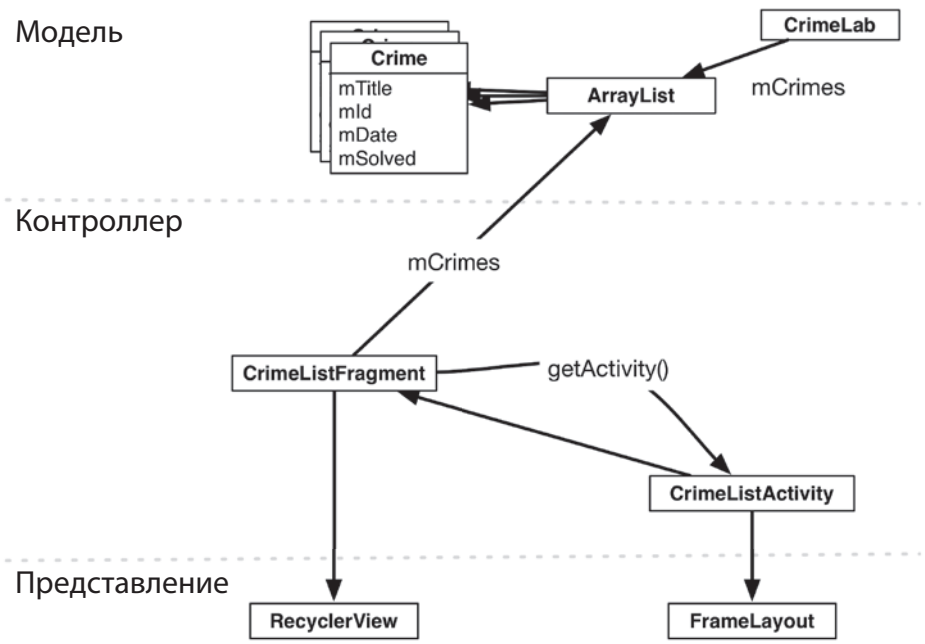 Модель
CrimeLab
Crime
mTitle
mId
mDate
mSolved
ArrayList
mCrimes
Контроллер
mCrimes
CrimeListFragment
getActivity()
CrimeListActivity
Представление
RecyclerView
FrameLayout